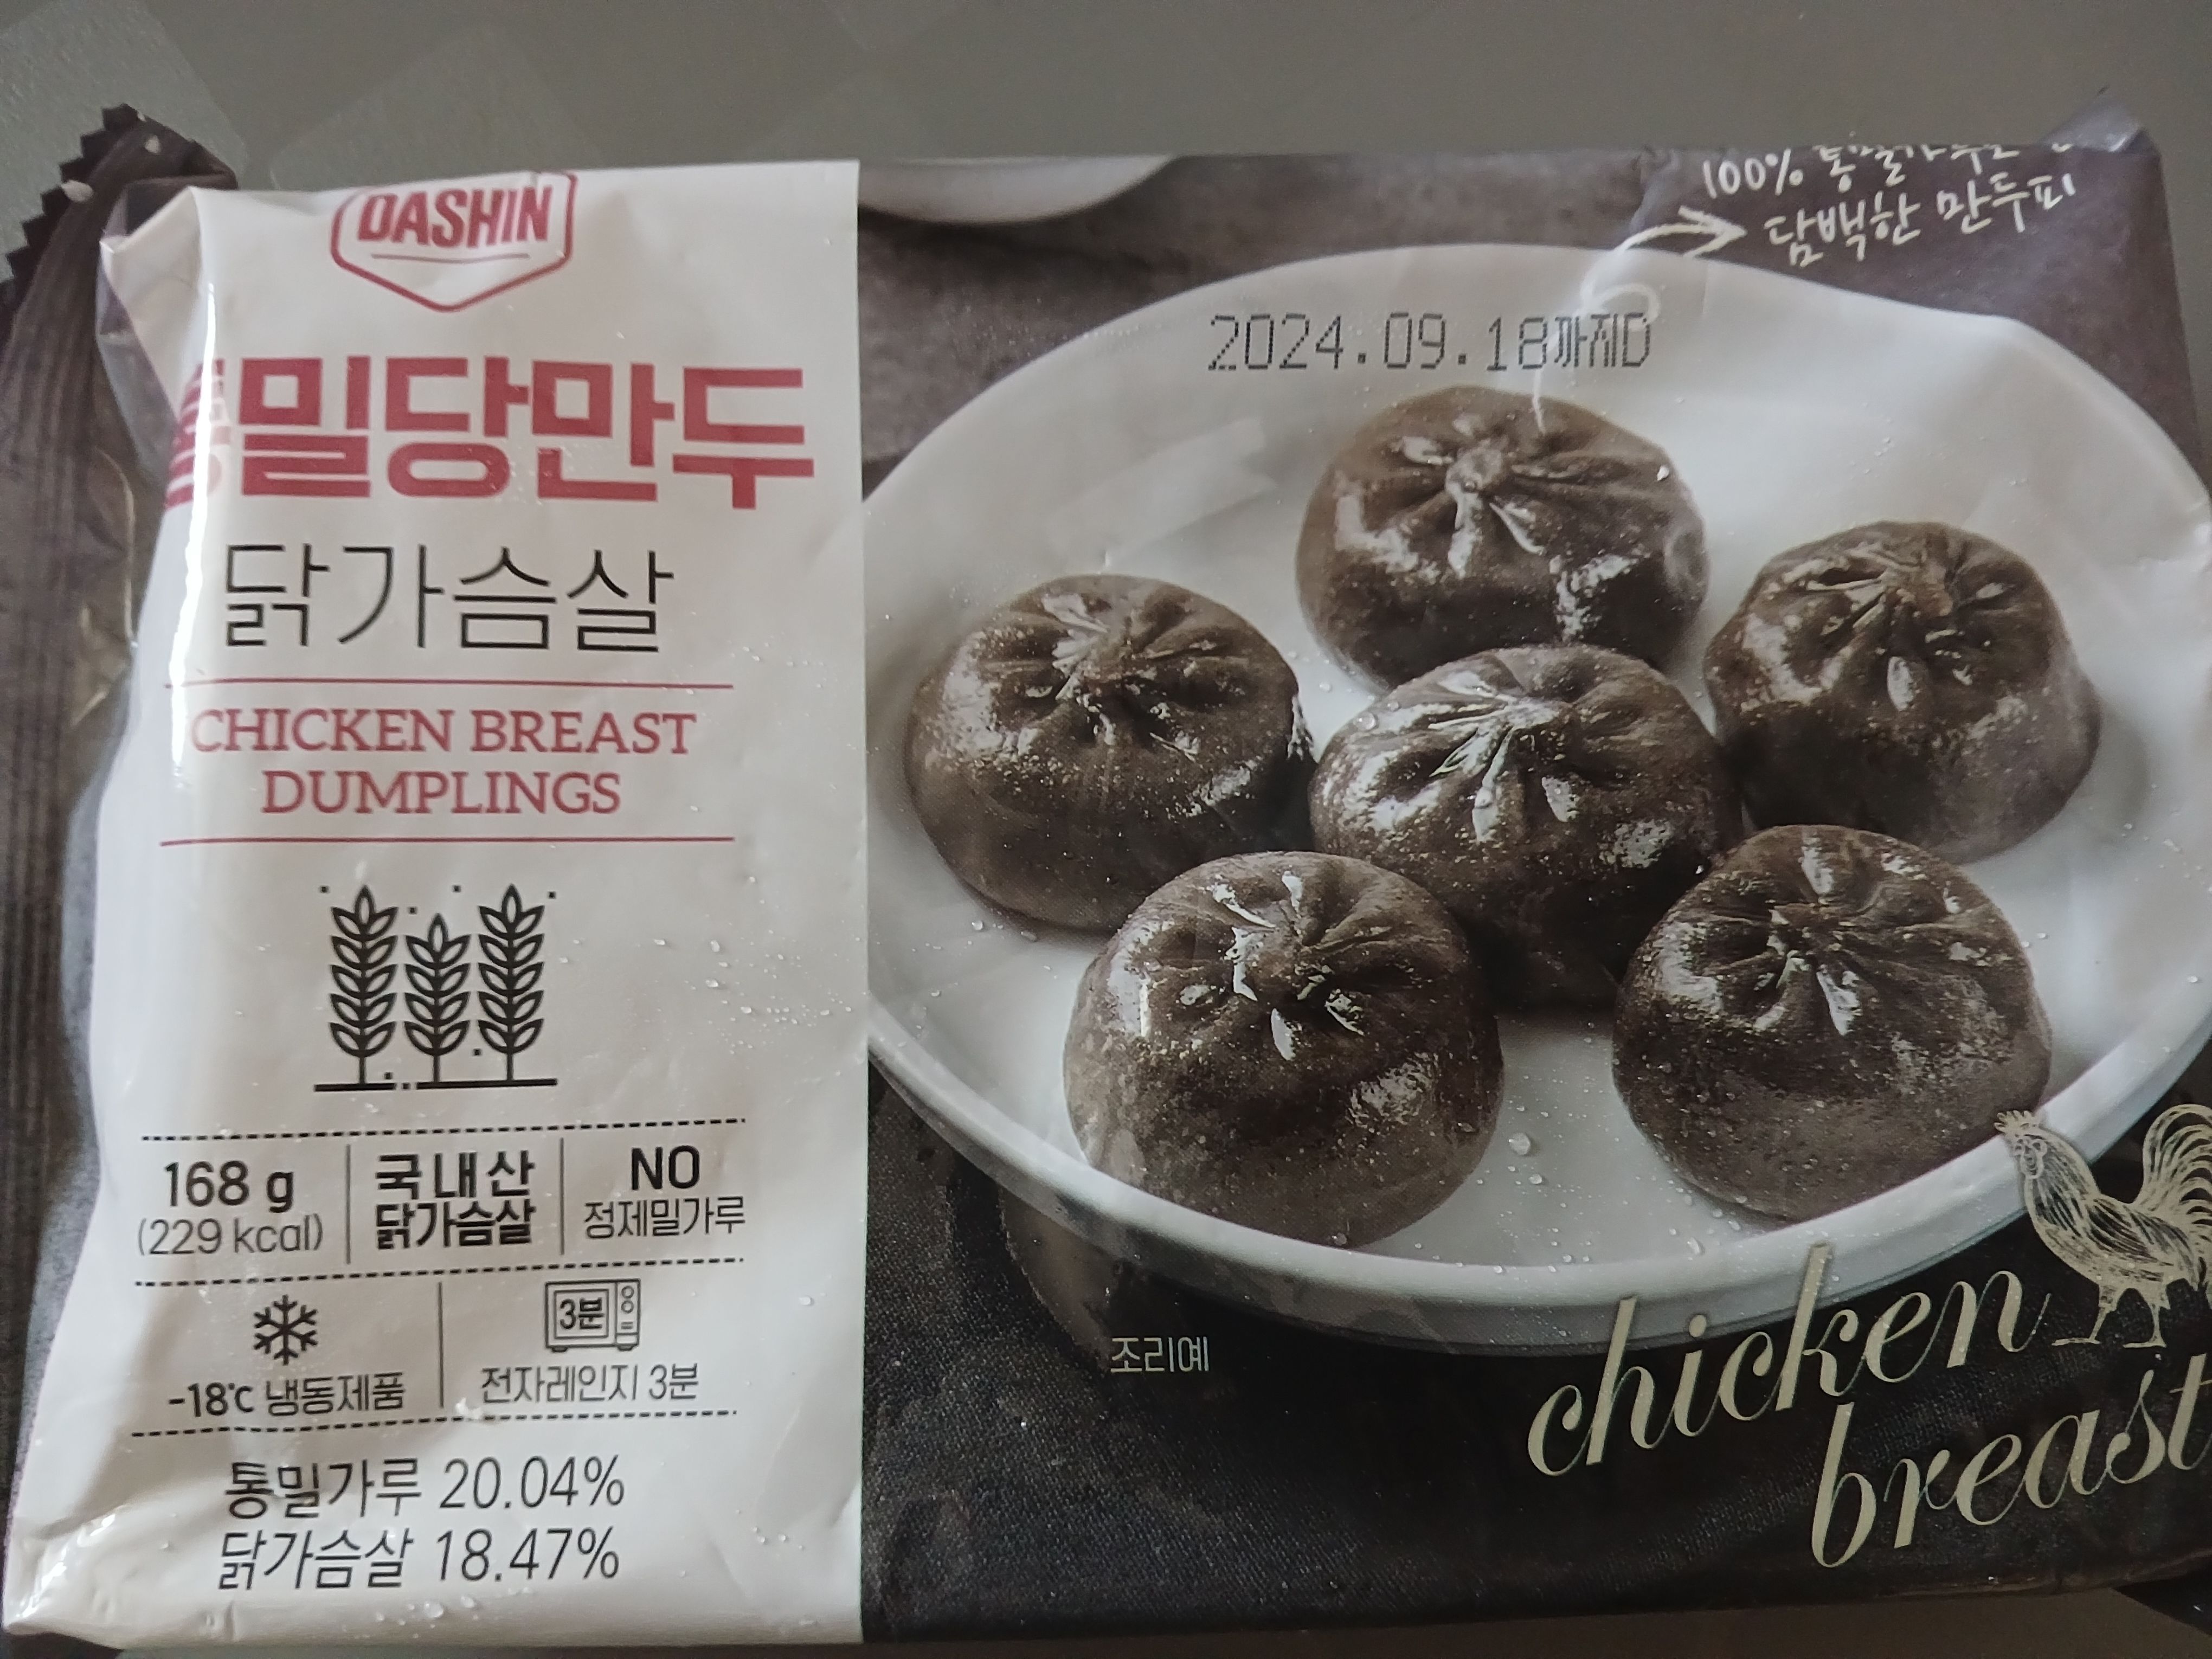 DASHIN
통밀당만두
닭가슴살
CHICKEN BREAST
DUMPLINGS
168 g
(229 kcal)
국내산
닭가슴살
NO
정제밀가루
-18℃ 냉동제품
3분
전자레인지 3분
통밀가루 20.04%
닭가슴살 18.47%
100%
담백한 만두피
2024.09.18까지D
조리예
chicken
breast